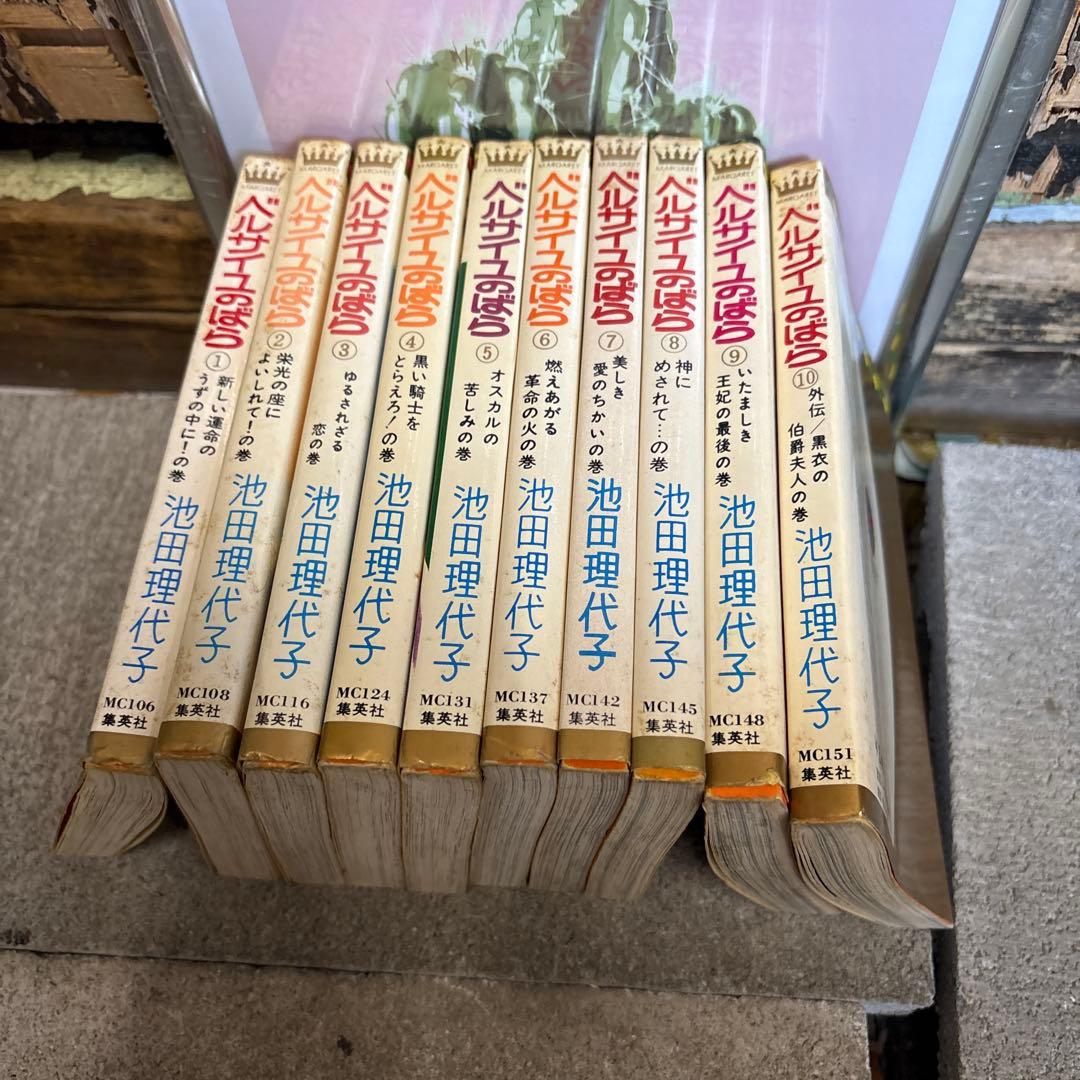 MARGARET
ベルサイユのばら
①
新しい運命の
うずの中に!の巻
池田理代子
MC106
集英社
MARGARET
ベルサイユのばら
②
栄光の座に
よいしれて!の巻
池田理代子
MC108
集英社
MARGARET
ベルサイユのばら
③
ゆるされざる
恋の巻
池田理代子
MC116
集英社
MARGARET
ベルサイユのばら
④
黒い騎士を
とらえろ!の巻
池田理代子
MC124
集英社
MARGARET
ベルサイユのばら
⑤
オスカルの
苦しみの巻
池田理代子
MC131
集英社
MARGARET
ベルサイユのばら
⑥
燃えあがる
革命の火の巻
池田理代子
MC137
集英社
MARGARET
ベルサイユのばら
⑦
美しき
愛のちかいの巻
池田理代子
MC142
集英社
MARGARET
ベルサイユのばら
⑧
神に
めされて…の巻
池田理代子
MC145
集英社
MARGARET
ベルサイユのばら
⑨
いたましき
王妃の最後の巻
池田理代子
MC148
集英社
MARGARET
ベルサイユのばら
⑩
外伝/黒衣の
伯爵夫人の巻
池田理代子
MC151
集英社